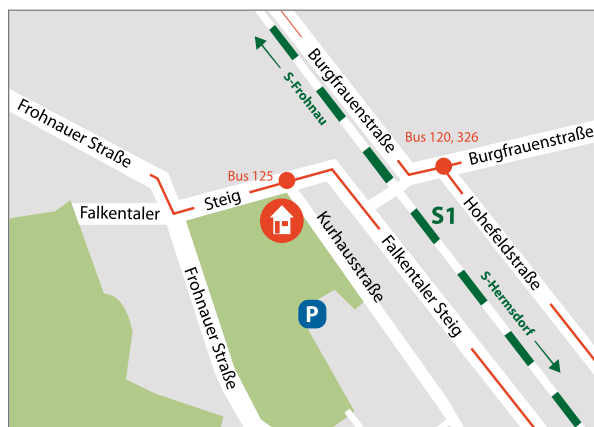 Burgfrauenstraße
S-Frohnau
Frohnauer Straße
Bus 120, 326
Burgfrauenstraße
Bus 125
Steig
Falkentaler
S1
Hohefeldstraße
Kurhausstraße
Falkentaler Steig
Frohnauer Straße
S-Hermsdorf
P